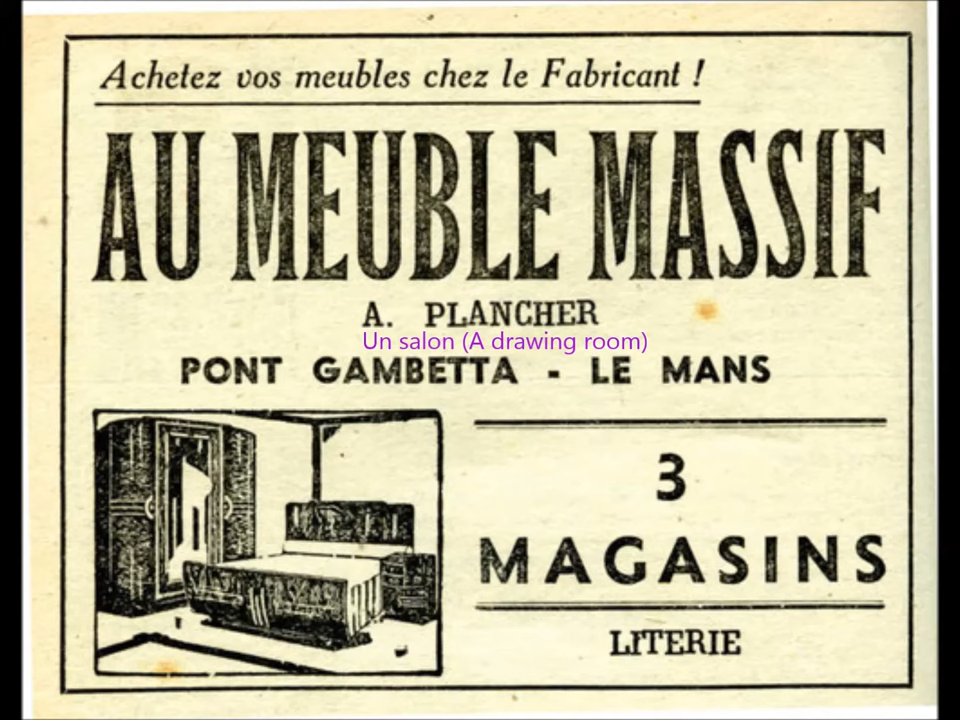 Achetez vos meubles chez le Fabricant !
AU MEUBLE MASSIF
A. PLANCHER
Un salon (A drawing room)
PONT GAMBETTA - LE MANS
3
MAGASINS
LITERIE